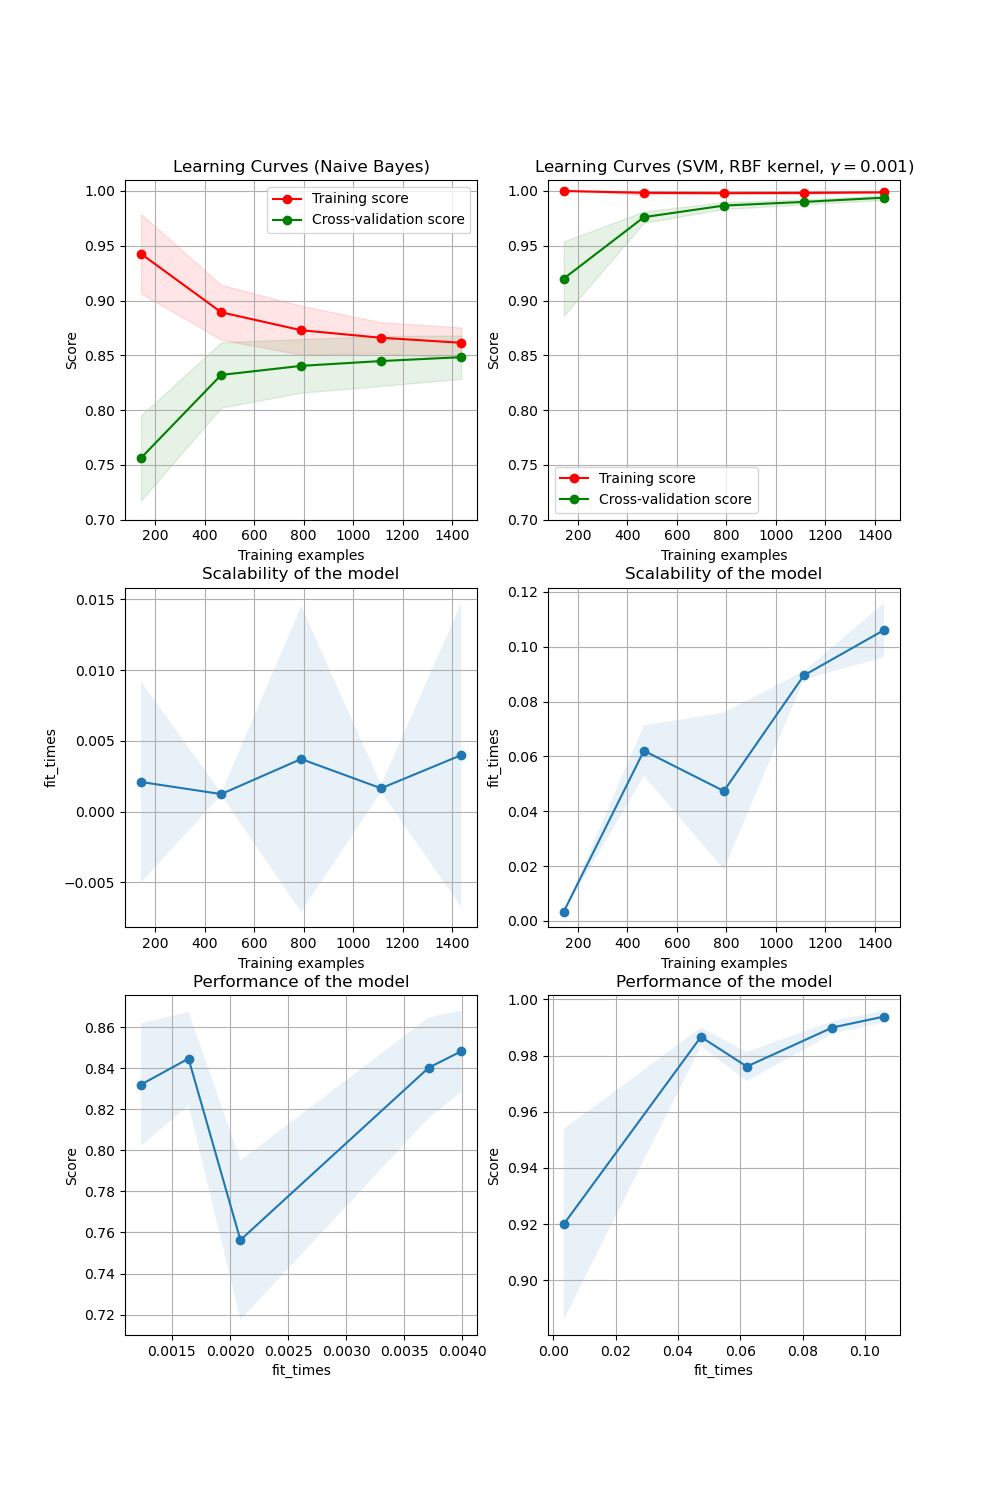 Learning Curves (Naive Bayes)
1.00
0.95
0.90
0.85
0.80
0.75
0.70
Score
Training score
Cross-validation score
200 400 600 800 1000 1200 1400
Training examples
Learning Curves (SVM, RBF kernel, γ = 0.001)
1.00
0.95
0.90
0.85
0.80
0.75
0.70
Score
Training score
Cross-validation score
200 400 600 800 1000 1200 1400
Training examples
Scalability of the model
0.015
0.010
0.005
0.000
−0.005
fit_times
200 400 600 800 1000 1200 1400
Training examples
Scalability of the model
0.12
0.10
0.08
0.06
0.04
0.02
0.00
fit_times
200 400 600 800 1000 1200 1400
Training examples
Performance of the model
0.86
0.84
0.82
0.80
0.78
0.76
0.74
0.72
Score
0.0015 0.0020 0.0025 0.0030 0.0035 0.0040
fit_times
Performance of the model
1.00
0.98
0.96
0.94
0.92
0.90
Score
0.00 0.02 0.04 0.06 0.08 0.10
fit_times